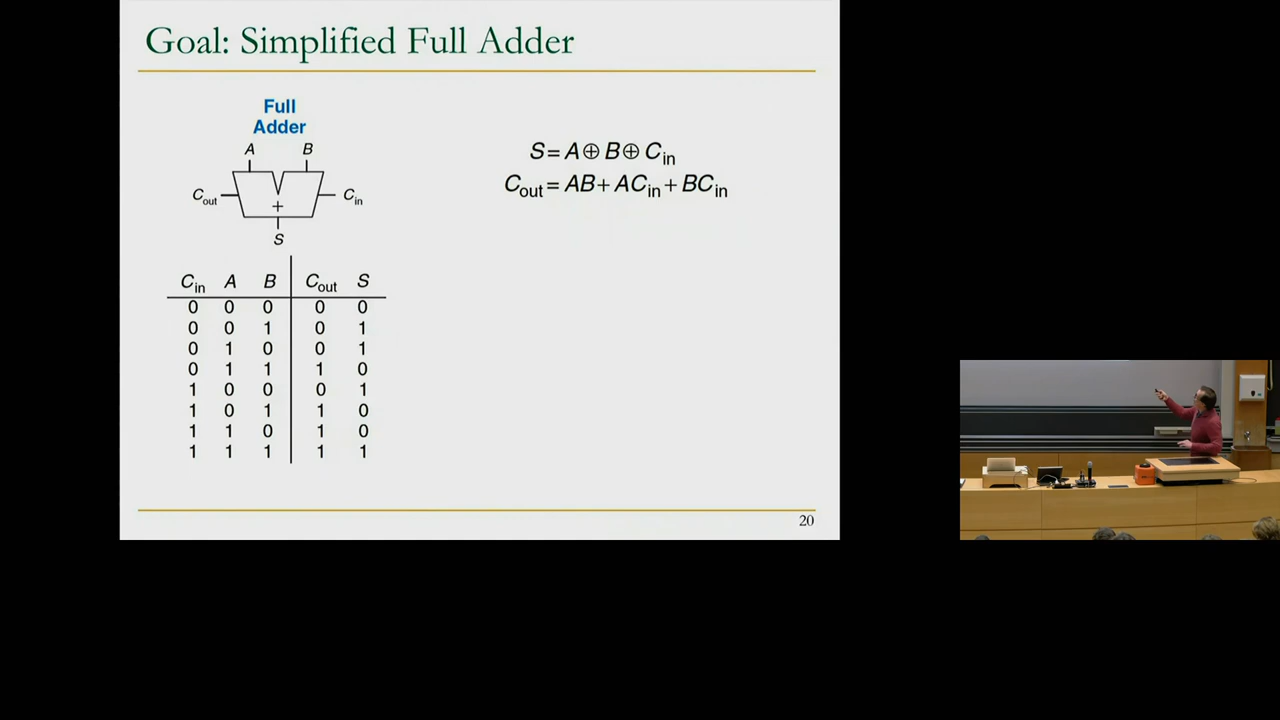 Goal: Simplified Full Adder
Full
Adder
A B
Cout Cin
+
S
S = A ⊕ B ⊕ Cin
Cout = AB + ACin + BCin
Cin A B Cout S
0 0 0 0 0
0 0 1 0 1
0 1 0 0 1
0 1 1 1 0
1 0 0 0 1
1 0 1 1 0
1 1 0 1 0
1 1 1 1 1
20